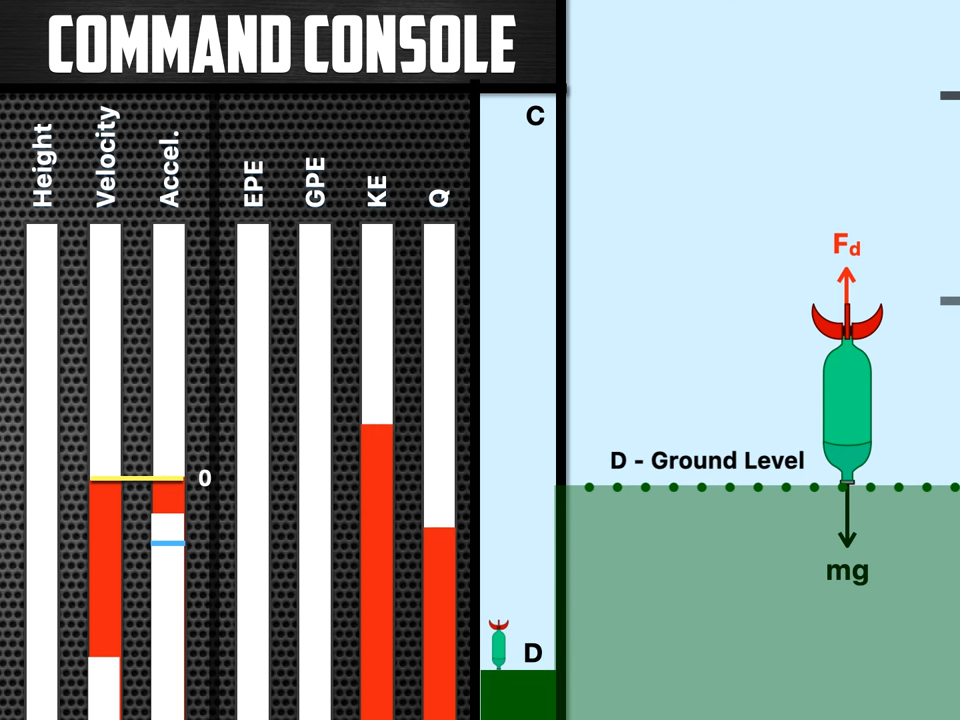 COMMAND CONSOLE
Height
Velocity
Accel.
EPE
GPE
KE
Q
0
C
D
Fd
D - Ground Level
mg